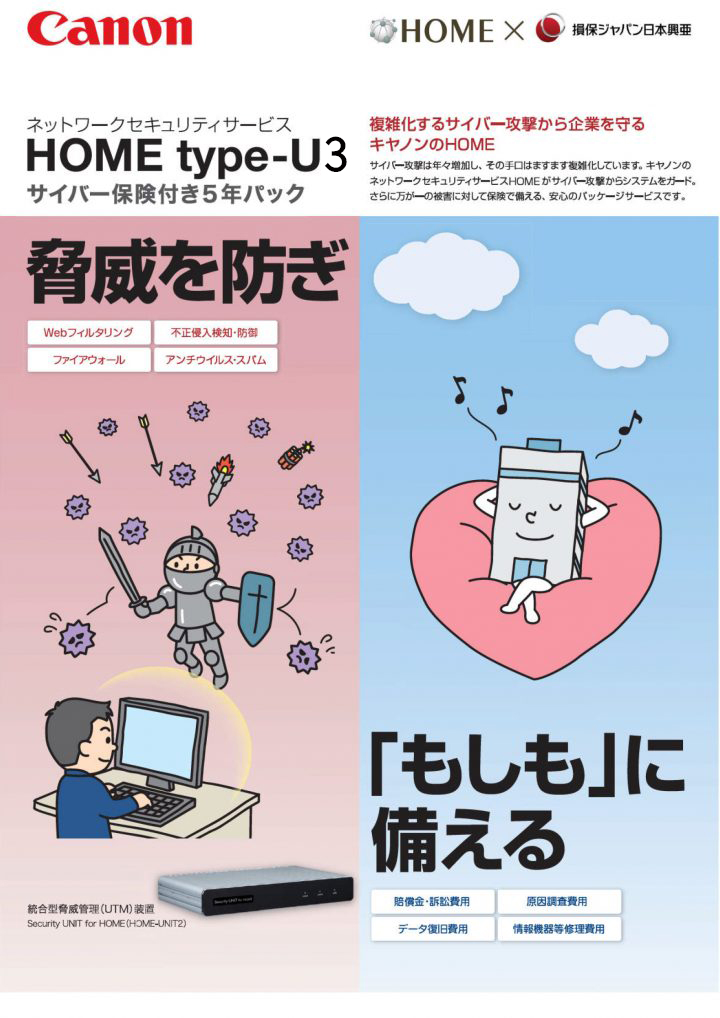 Canon
HOME × 損保ジャパン日本興亜
ネットワークセキュリティサービス
HOME type-U3
サイバー保険付き5年パック
複雑化するサイバー攻撃から企業を守る
キヤノンのHOME
サイバー攻撃は年々増加し、その手口はますます複雑化しています。キヤノンの
ネットワークセキュリティサービスHOMEがサイバー攻撃からシステムをガード。
さらに万が一の被害に対して保険で備える、安心のパッケージサービスです。
脅威を防ぎ
Webフィルタリング
不正侵入検知・防御
ファイアウォール
アンチウイルス・スパム
統合型脅威管理(UTM)装置
Security UNIT for HOME(HOME-UNIT2)
Security UNIT for HOME
「もしも」に
備える
賠償金・訴訟費用
原因調査費用
データ復旧費用
情報機器等修理費用